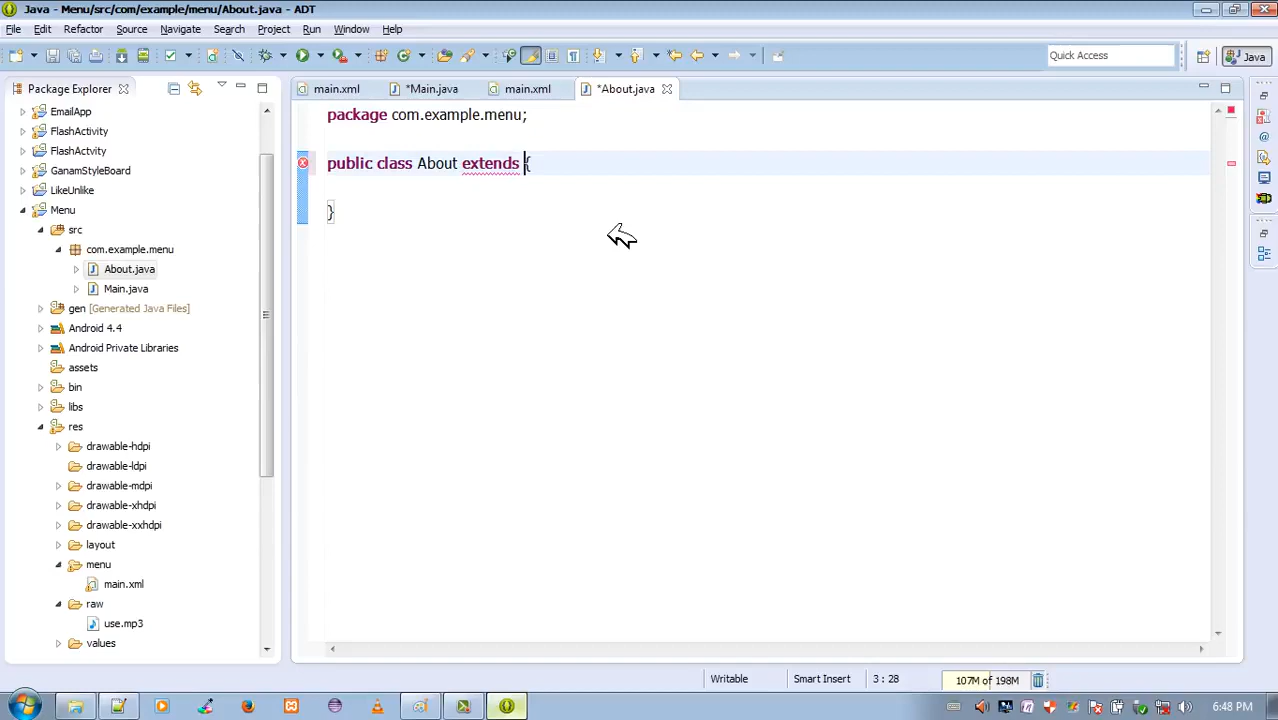 Java - Menu/src/com/example/menu/About.java - ADT
File Edit Refactor Source Navigate Search Project Run Window Help
Quick Access
Java
Package Explorer
main.xml
*Main.java
main.xml
*About.java
EmailApp
FlashActivity
FlashActivity
GanamStyleBoard
LikeUnlike
Menu
src
com.example.menu
About.java
Main.java
gen [Generated Java Files]
Android 4.4
Android Private Libraries
assets
bin
libs
res
drawable-hdpi
drawable-ldpi
drawable-mdpi
drawable-xhdpi
drawable-xxhdpi
layout
menu
main.xml
raw
use.mp3
values
package com.example.menu;
public class About extends {
}
Writable
Smart Insert
3 : 28
107M of 198M
6:48 PM